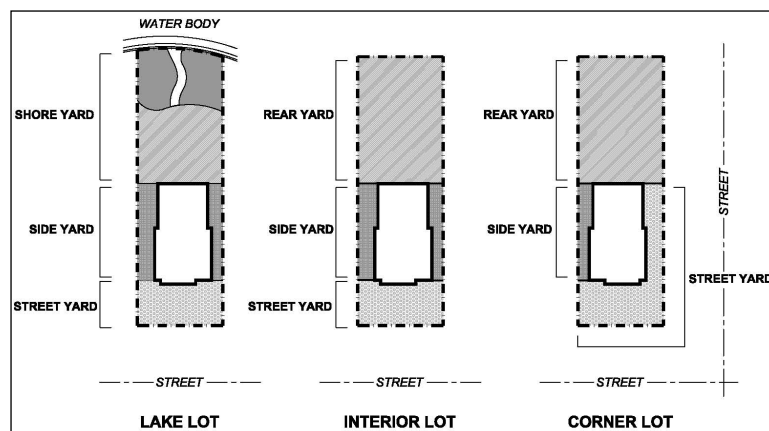 WATER BODY
SHORE YARD
SIDE YARD
STREET YARD
STREET
LAKE LOT
REAR YARD
SIDE YARD
STREET YARD
STREET
INTERIOR LOT
REAR YARD
SIDE YARD
STREET
STREET YARD
STREET
CORNER LOT